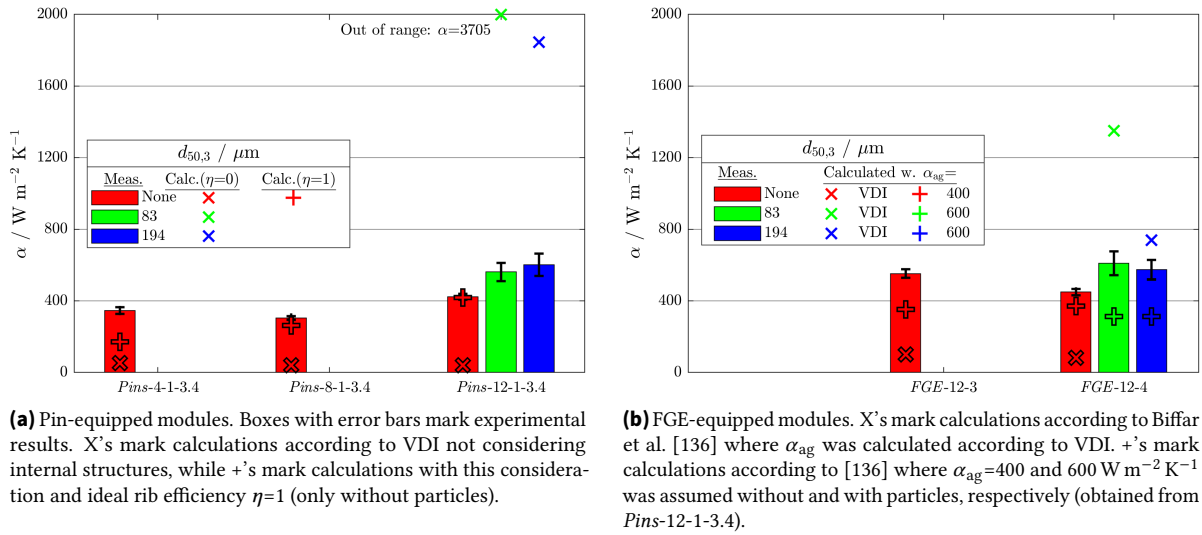 2000
1600
1200
800
400
0
α / W m⁻² K⁻¹
Out of range: α=3705
d₅₀,₃ / μm
Meas. Calc.(η=0) Calc.(η=1)
None
83
194
Pins-4-1-3.4 Pins-8-1-3.4 Pins-12-1-3.4
(a) Pin-equipped modules. Boxes with error bars mark experimental
results. X's mark calculations according to VDI not considering
internal structures, while +'s mark calculations with this considera-
tion and ideal rib efficiency η=1 (only without particles).
2000
1600
1200
800
400
0
α / W m⁻² K⁻¹
d₅₀,₃ / μm
Meas. Calculated w. αag=
None VDI 400
83 VDI 600
194 VDI 600
FGE-12-3 FGE-12-4
(b) FGE-equipped modules. X's mark calculations according to Biffar
et al. [136] where αag was calculated according to VDI. +'s mark
calculations according to [136] where αag=400 and 600 W m⁻² K⁻¹
was assumed without and with particles, respectively (obtained from
Pins-12-1-3.4).